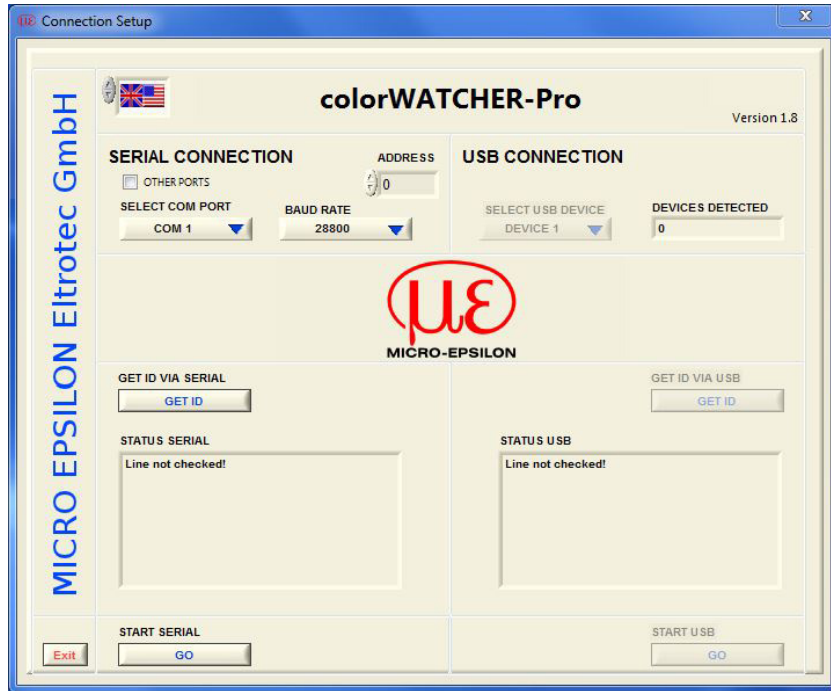 Connection Setup
MICRO EPSILON Eltrotec GmbH
colorWATCHER-Pro
Version 1.8
SERIAL CONNECTION
ADDRESS
OTHER PORTS
0
SELECT COM PORT
BAUD RATE
COM 1
28800
USB CONNECTION
SELECT USB DEVICE
DEVICES DETECTED
DEVICE 1
0
με
MICRO-EPSILON
GET ID VIA SERIAL
GET ID
GET ID VIA USB
GET ID
STATUS SERIAL
Line not checked!
STATUS USB
Line not checked!
START SERIAL
GO
START USB
GO
Exit